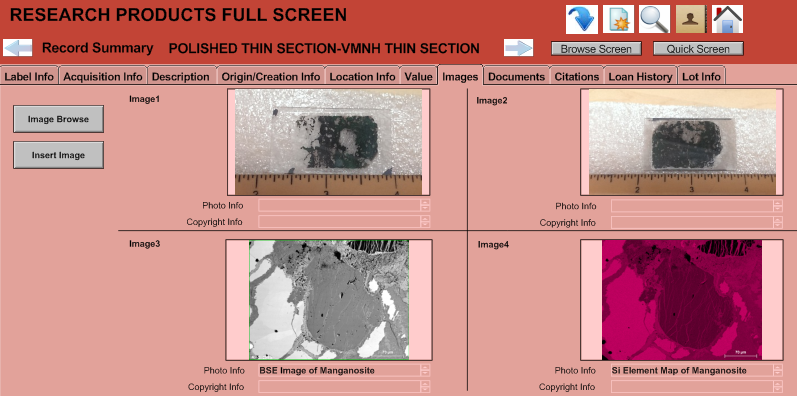 RESEARCH PRODUCTS FULL SCREEN
Record Summary POLISHED THIN SECTION-VMNH THIN SECTION
Browse Screen Quick Screen
Label Info Acquisition Info Description Origin/Creation Info Location Info Value Images Documents Citations Loan History Lot Info
Image Browse
Insert Image
Image1
2 3 4
Photo Info
Copyright Info
Image2
2 3 4
Photo Info
Copyright Info
Image3
Photo Info BSE Image of Manganosite
Copyright Info
Image4
Photo Info Si Element Map of Manganosite
Copyright Info